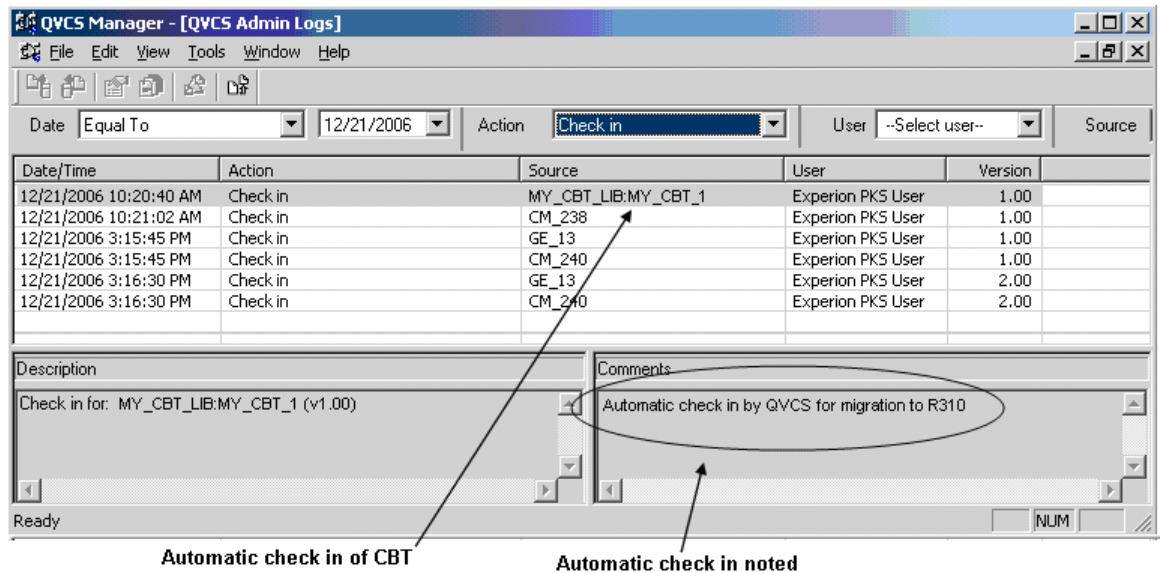 QVCS Manager - [QVCS Admin Logs]
File Edit View Tools Window Help
Date Equal To 12/21/2006 Action Check in User --Select user-- Source
Date/Time Action Source User Version
12/21/2006 10:20:40 AM Check in MY_CBT_LIB:MY_CBT_1 Experion PKS User 1.00
12/21/2006 10:21:02 AM Check in CM_238 Experion PKS User 1.00
12/21/2006 3:15:45 PM Check in GE_13 Experion PKS User 1.00
12/21/2006 3:15:45 PM Check in CM_240 Experion PKS User 1.00
12/21/2006 3:16:30 PM Check in GE_13 Experion PKS User 2.00
12/21/2006 3:16:30 PM Check in CM_240 Experion PKS User 2.00
Description Comments
Check in for: MY_CBT_LIB:MY_CBT_1 (v1.00) Automatic check in by QVCS for migration to R310
Ready NUM
Automatic check in of CBT Automatic check in noted